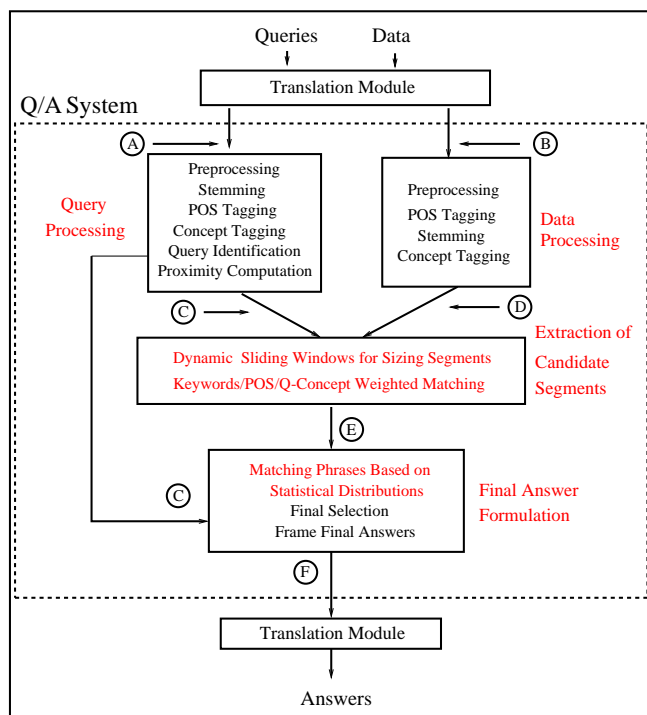 Queries
Data
Translation Module
Q/A System
A
B
Preprocessing
Stemming
POS Tagging
Concept Tagging
Query Identification
Proximity Computation
Query
Processing
Preprocessing
POS Tagging
Stemming
Concept Tagging
Data
Processing
C
D
Dynamic Sliding Windows for Sizing Segments
Keywords/POS/Q-Concept Weighted Matching
Extraction of
Candidate
Segments
E
C
Matching Phrases Based on
Statistical Distributions
Final Selection
Frame Final Answers
Final Answer
Formulation
F
Translation Module
Answers